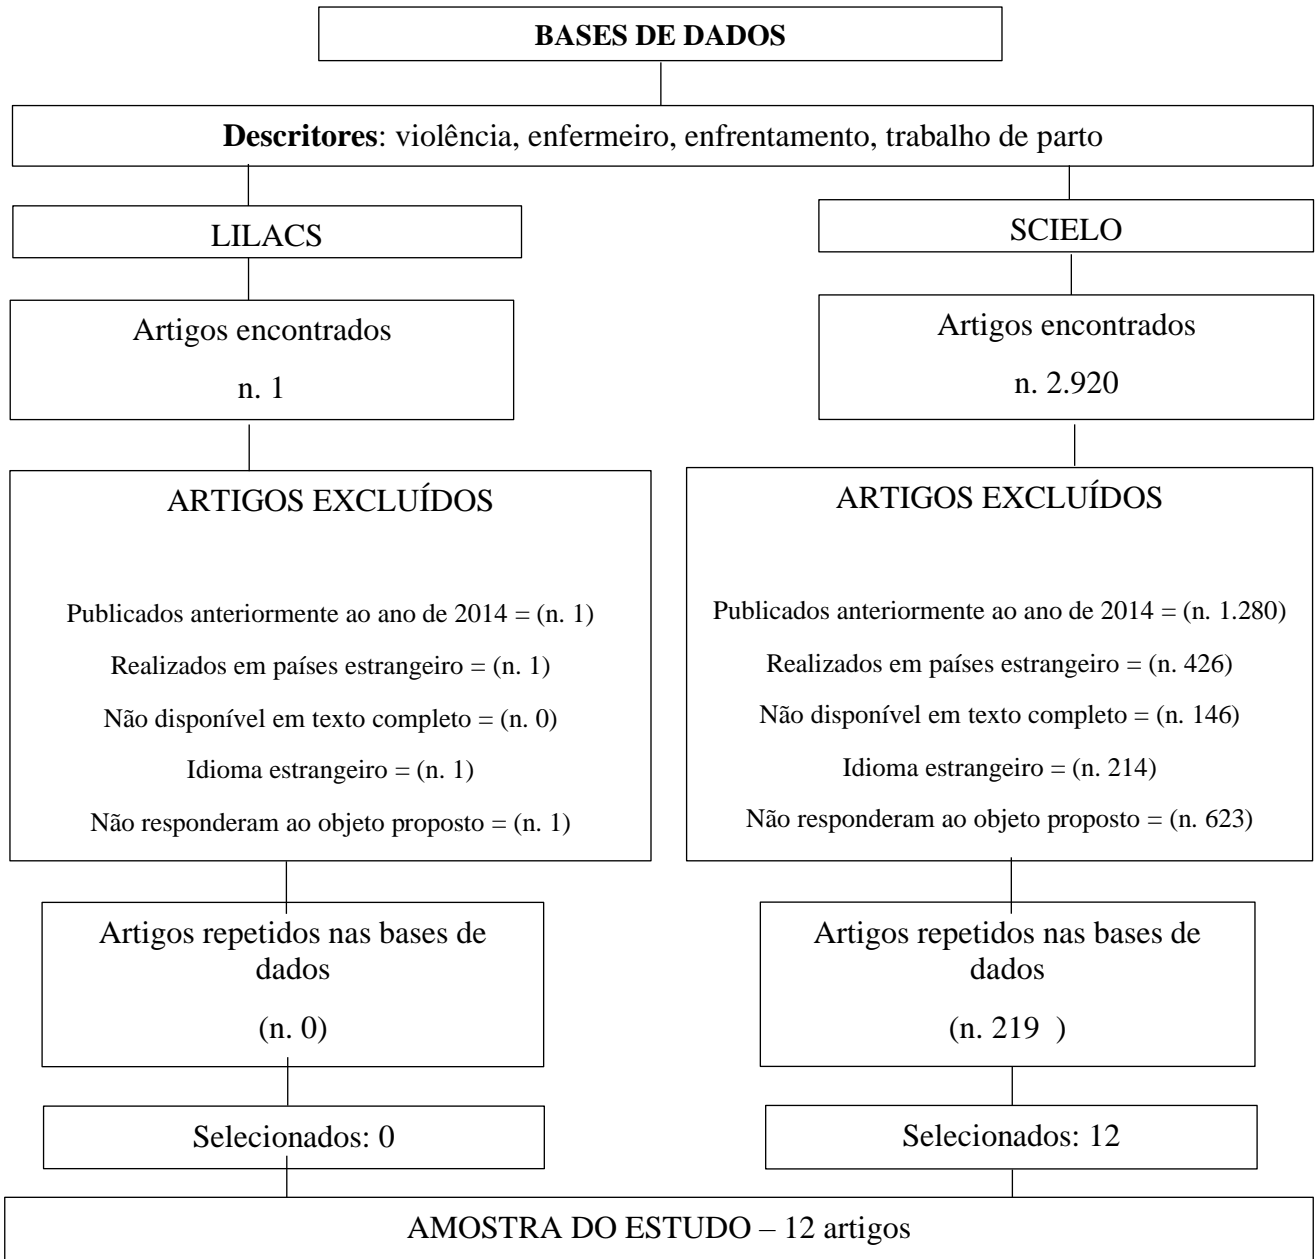 BASES DE DADOS
Descritores: violência, enfermeiro, enfrentamento, trabalho de parto
LILACS
Artigos encontrados
n. 1
ARTIGOS EXCLUÍDOS
Publicados anteriormente ao ano de 2014 = (n. 1)
Realizados em países estrangeiro = (n. 1)
Não disponível em texto completo = (n. 0)
Idioma estrangeiro = (n. 1)
Não responderam ao objeto proposto = (n. 1)
Artigos repetidos nas bases de
dados
(n. 0)
Selecionados: 0
SCIELO
Artigos encontrados
n. 2.920
ARTIGOS EXCLUÍDOS
Publicados anteriormente ao ano de 2014 = (n. 1.280)
Realizados em países estrangeiro = (n. 426)
Não disponível em texto completo = (n. 146)
Idioma estrangeiro = (n. 214)
Não responderam ao objeto proposto = (n. 623)
Artigos repetidos nas bases de
dados
(n. 219 )
Selecionados: 12
AMOSTRA DO ESTUDO – 12 artigos